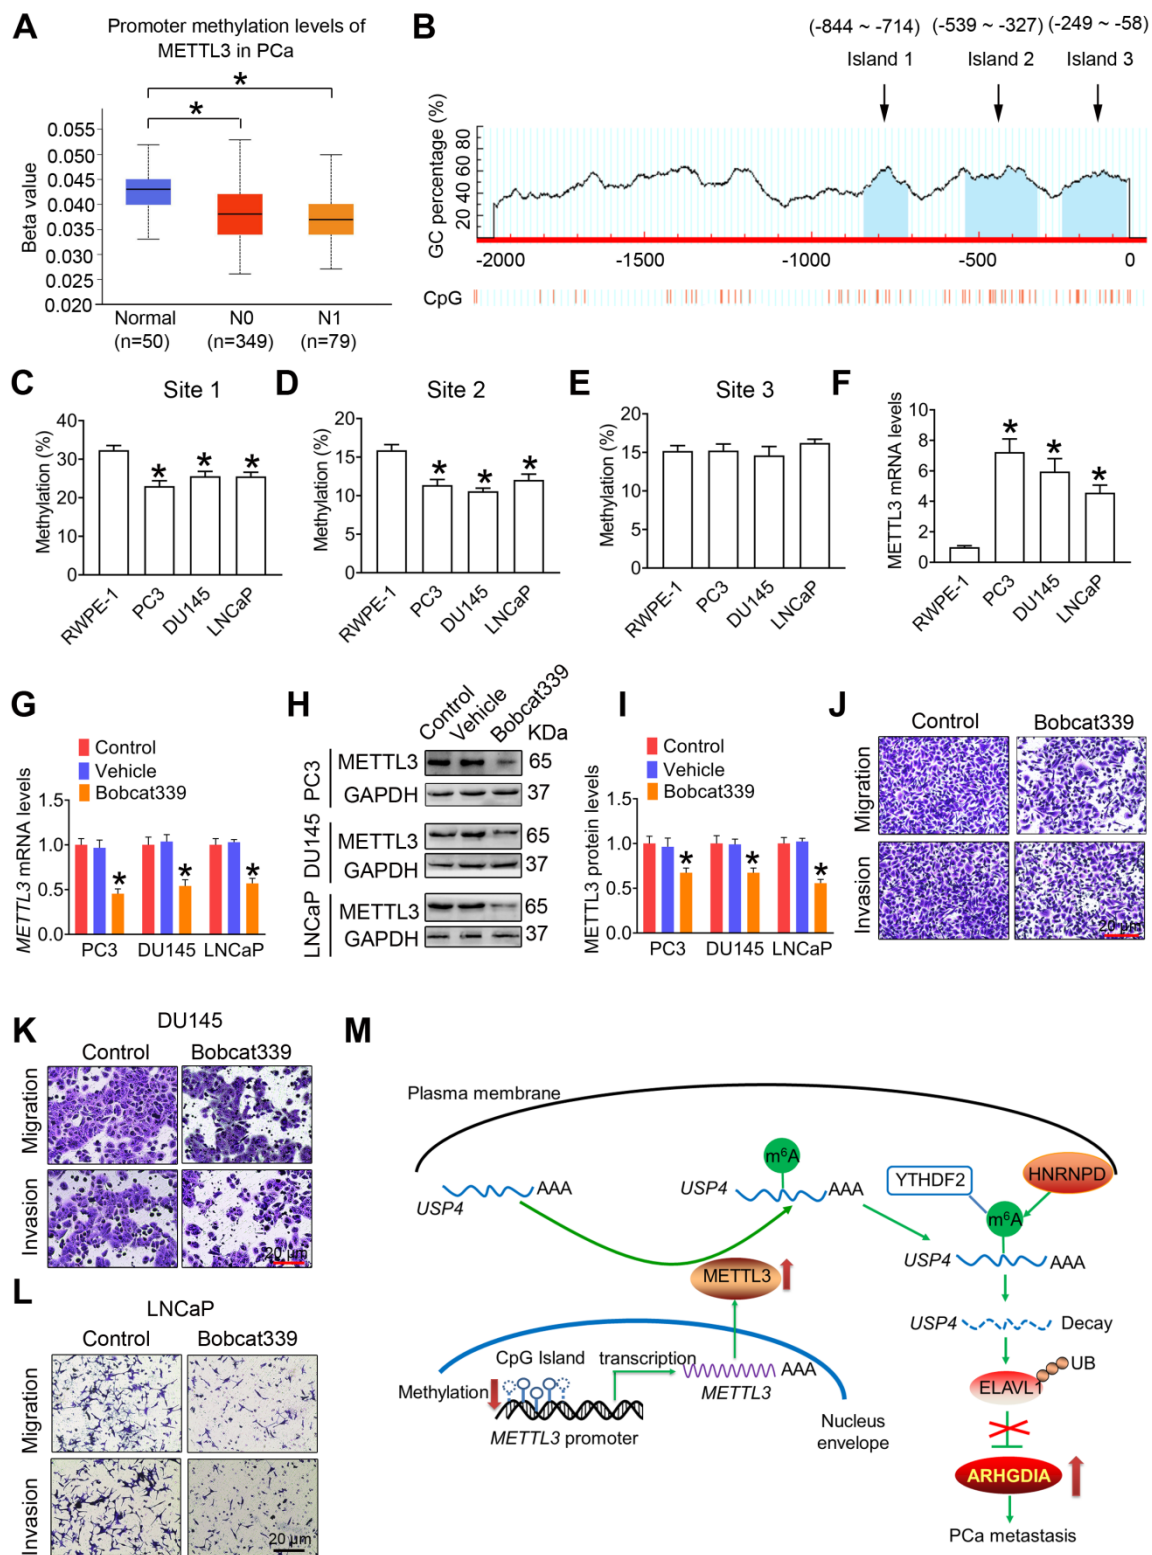 A
Promoter methylation levels of
METTL3 in PCa
*
*
Beta value
0.055
0.050
0.045
0.040
0.035
0.030
0.025
0.020
Normal
(n=50)
N0
(n=349)
N1
(n=79)
B
(-844 ~ -714)
(-539 ~ -327)
(-249 ~ -58)
Island 1
Island 2
Island 3
GC percentage (%)
80
60
40
20
-2000
-1500
-1000
-500
0
CpG
C
Site 1
Methylation (%)
40
30
20
10
0
*
*
*
RWPE-1
PC3
DU145
LNCaP
D
Site 2
Methylation (%)
20
15
10
5
0
*
*
*
RWPE-1
PC3
DU145
LNCaP
E
Site 3
Methylation (%)
20
15
10
5
0
RWPE-1
PC3
DU145
LNCaP
F
METTL3 mRNA levels
10
8
6
4
2
0
*
*
*
RWPE-1
PC3
DU145
LNCaP
G
Control
Vehicle
Bobcat339
METTL3 mRNA levels
1.5
1.0
0.5
0.0
*
*
*
PC3
DU145
LNCaP
H
Control
Vehicle
Bobcat339
KDa
PC3
METTL3
65
GAPDH
37
DU145
METTL3
65
GAPDH
37
LNCaP
METTL3
65
GAPDH
37
I
Control
Vehicle
Bobcat339
METTL3 protein levels
1.5
1.0
0.5
0.0
*
*
*
PC3
DU145
LNCaP
J
Control
Bobcat339
Migration
Invasion
20 μm
K
DU145
Control
Bobcat339
Migration
Invasion
20 μm
L
LNCaP
Control
Bobcat339
Migration
Invasion
20 μm
M
Plasma membrane
USP4
AAA
m6A
USP4
AAA
YTHDF2
HNRNPD
m6A
USP4
AAA
METTL3
USP4
Decay
UB
ELAVL1
ARHGDIA
PCa metastasis
CpG Island
transcription
AAA
METTL3
Methylation
METTL3 promoter
Nucleus
envelope